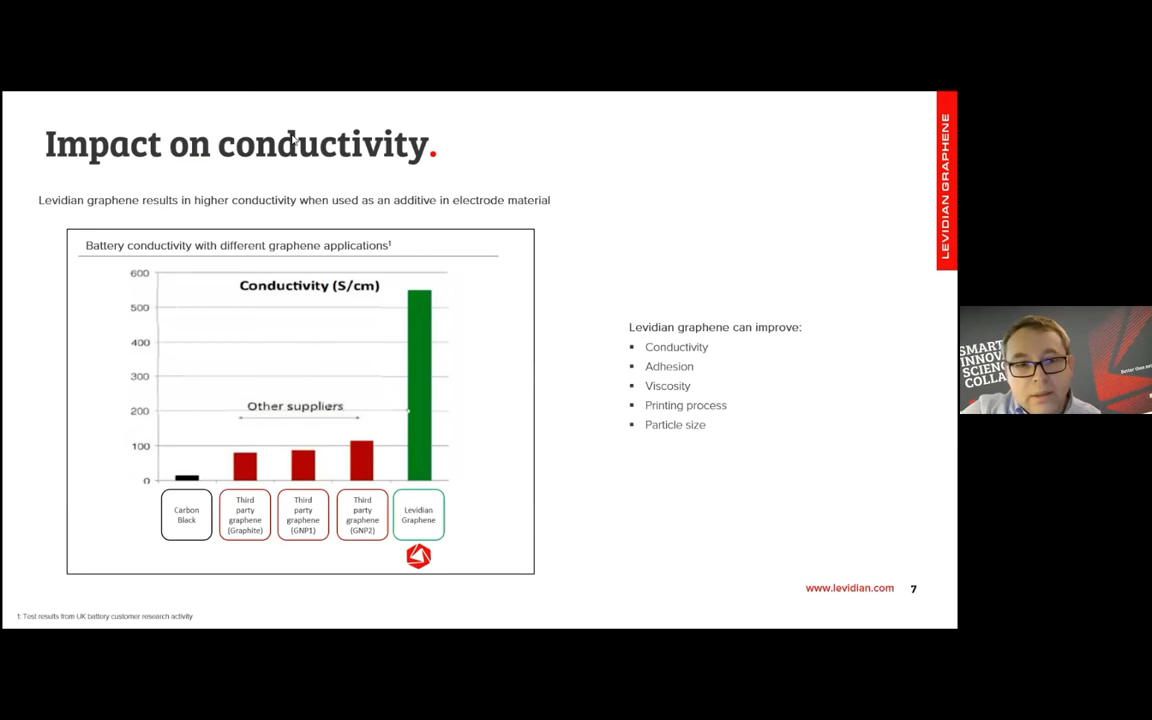 Impact on conductivity.
LEVIDIAN GRAPHENE
Levidian graphene results in higher conductivity when used as an additive in electrode material
Battery conductivity with different graphene applications¹
Conductivity (S/cm)
600
500
400
300
200
100
0
Other suppliers
Carbon
Black
Third
party
graphene
(Graphite)
Third
party
graphene
(GNP1)
Third
party
graphene
(GNP2)
Levidian
Graphene
Levidian graphene can improve:
▪ Conductivity
▪ Adhesion
▪ Viscosity
▪ Printing process
▪ Particle size
SMART
INNOV
SCIENC
COLLA
www.levidian.com 7
1: Test results from UK battery customer research activity